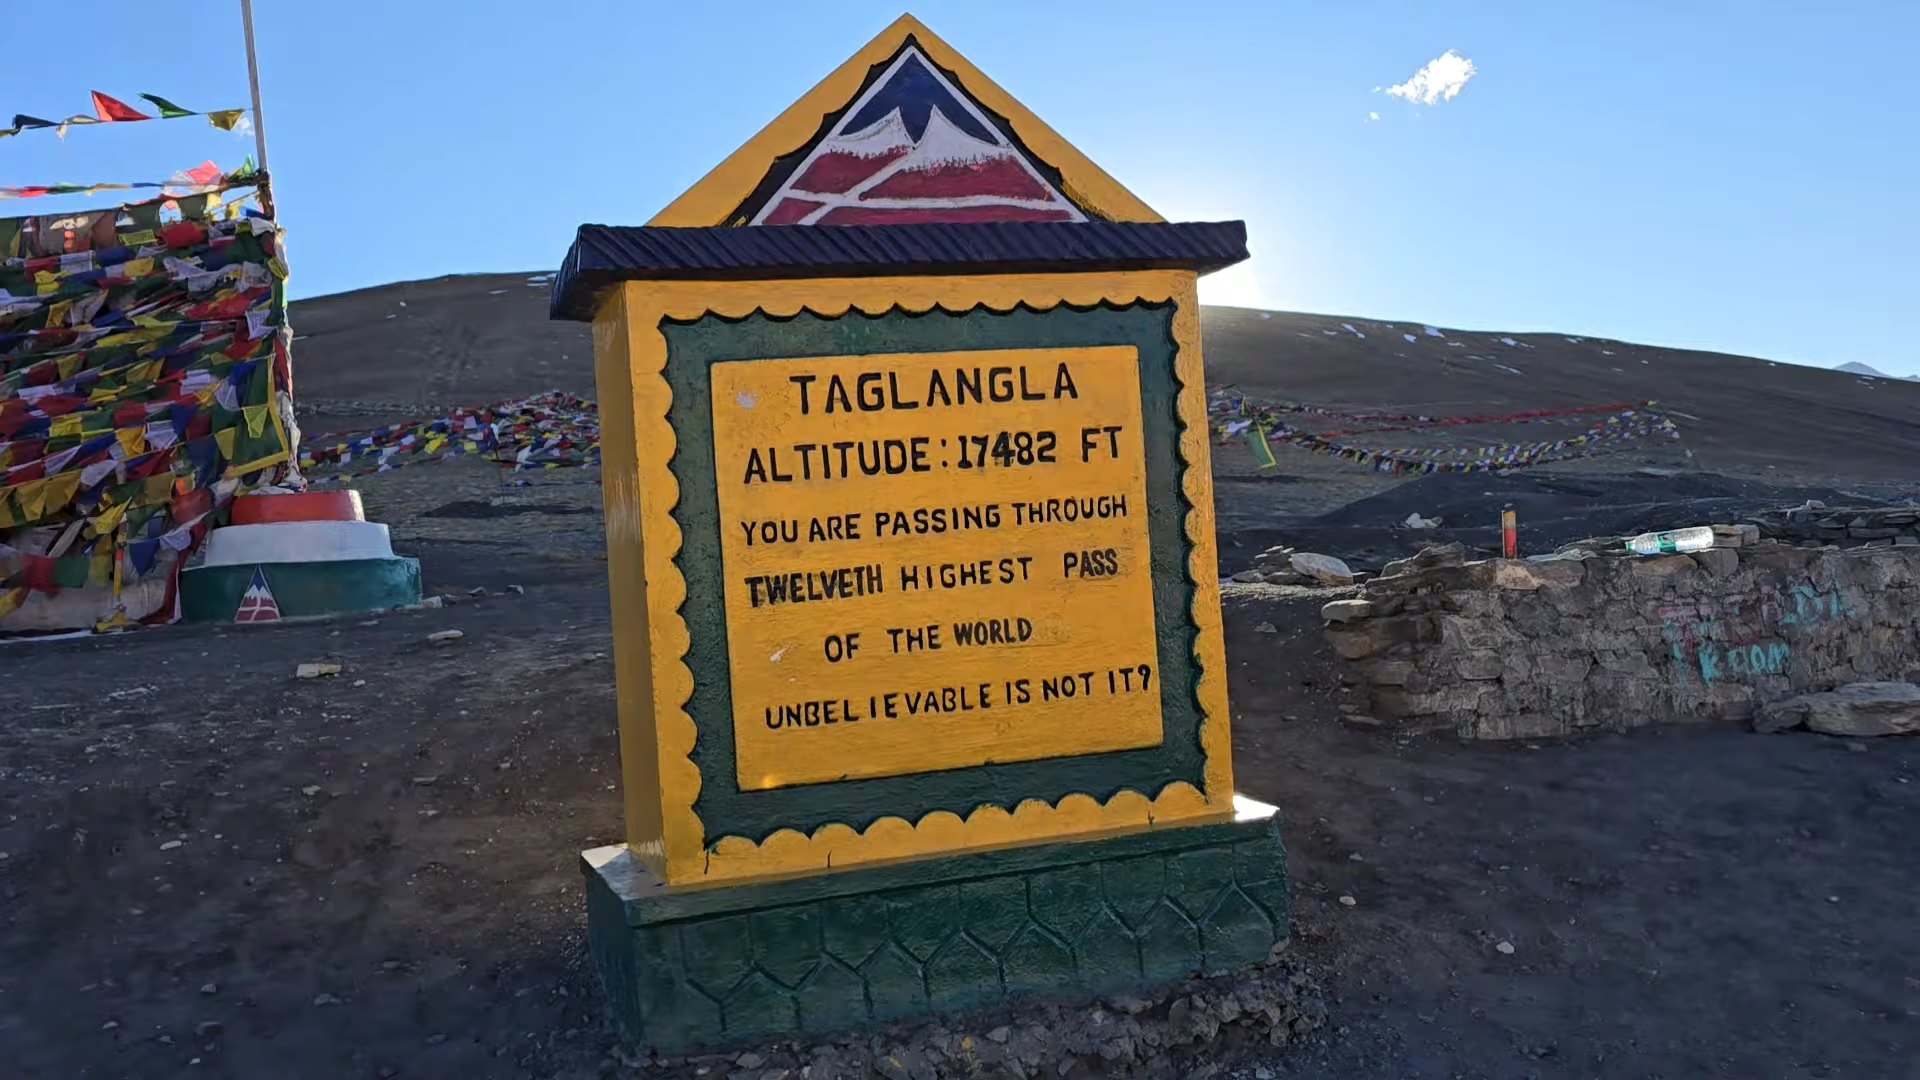 TAGLANGLA
ALTITUDE: 17482 FT
YOU ARE PASSING THROUGH
TWELVETH HIGHEST PASS
OF THE WORLD
UNBELIEVABLE IS NOT IT?